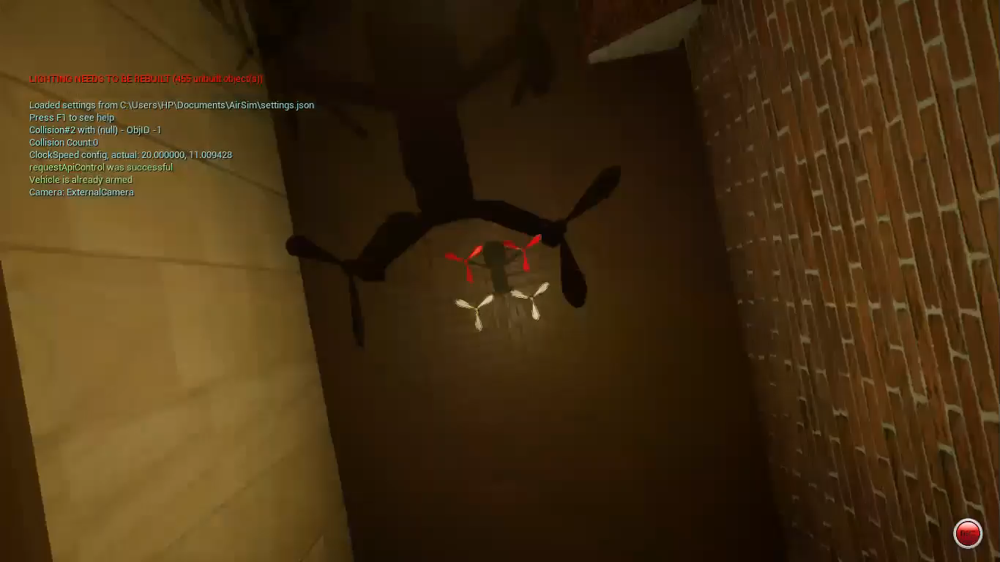 LIGHTING NEEDS TO BE REBUILT (455 unbuilt object(s))
Loaded settings from C:\Users\HP\Documents\AirSim\settings.json
Press F1 to see help
Collision#2 with (null) - ObjID -1
Collision Count:0
ClockSpeed config, actual: 20.000000, 11.009428
requestApiControl was successful
Vehicle is already armed
Camera: ExternalCamera
REC